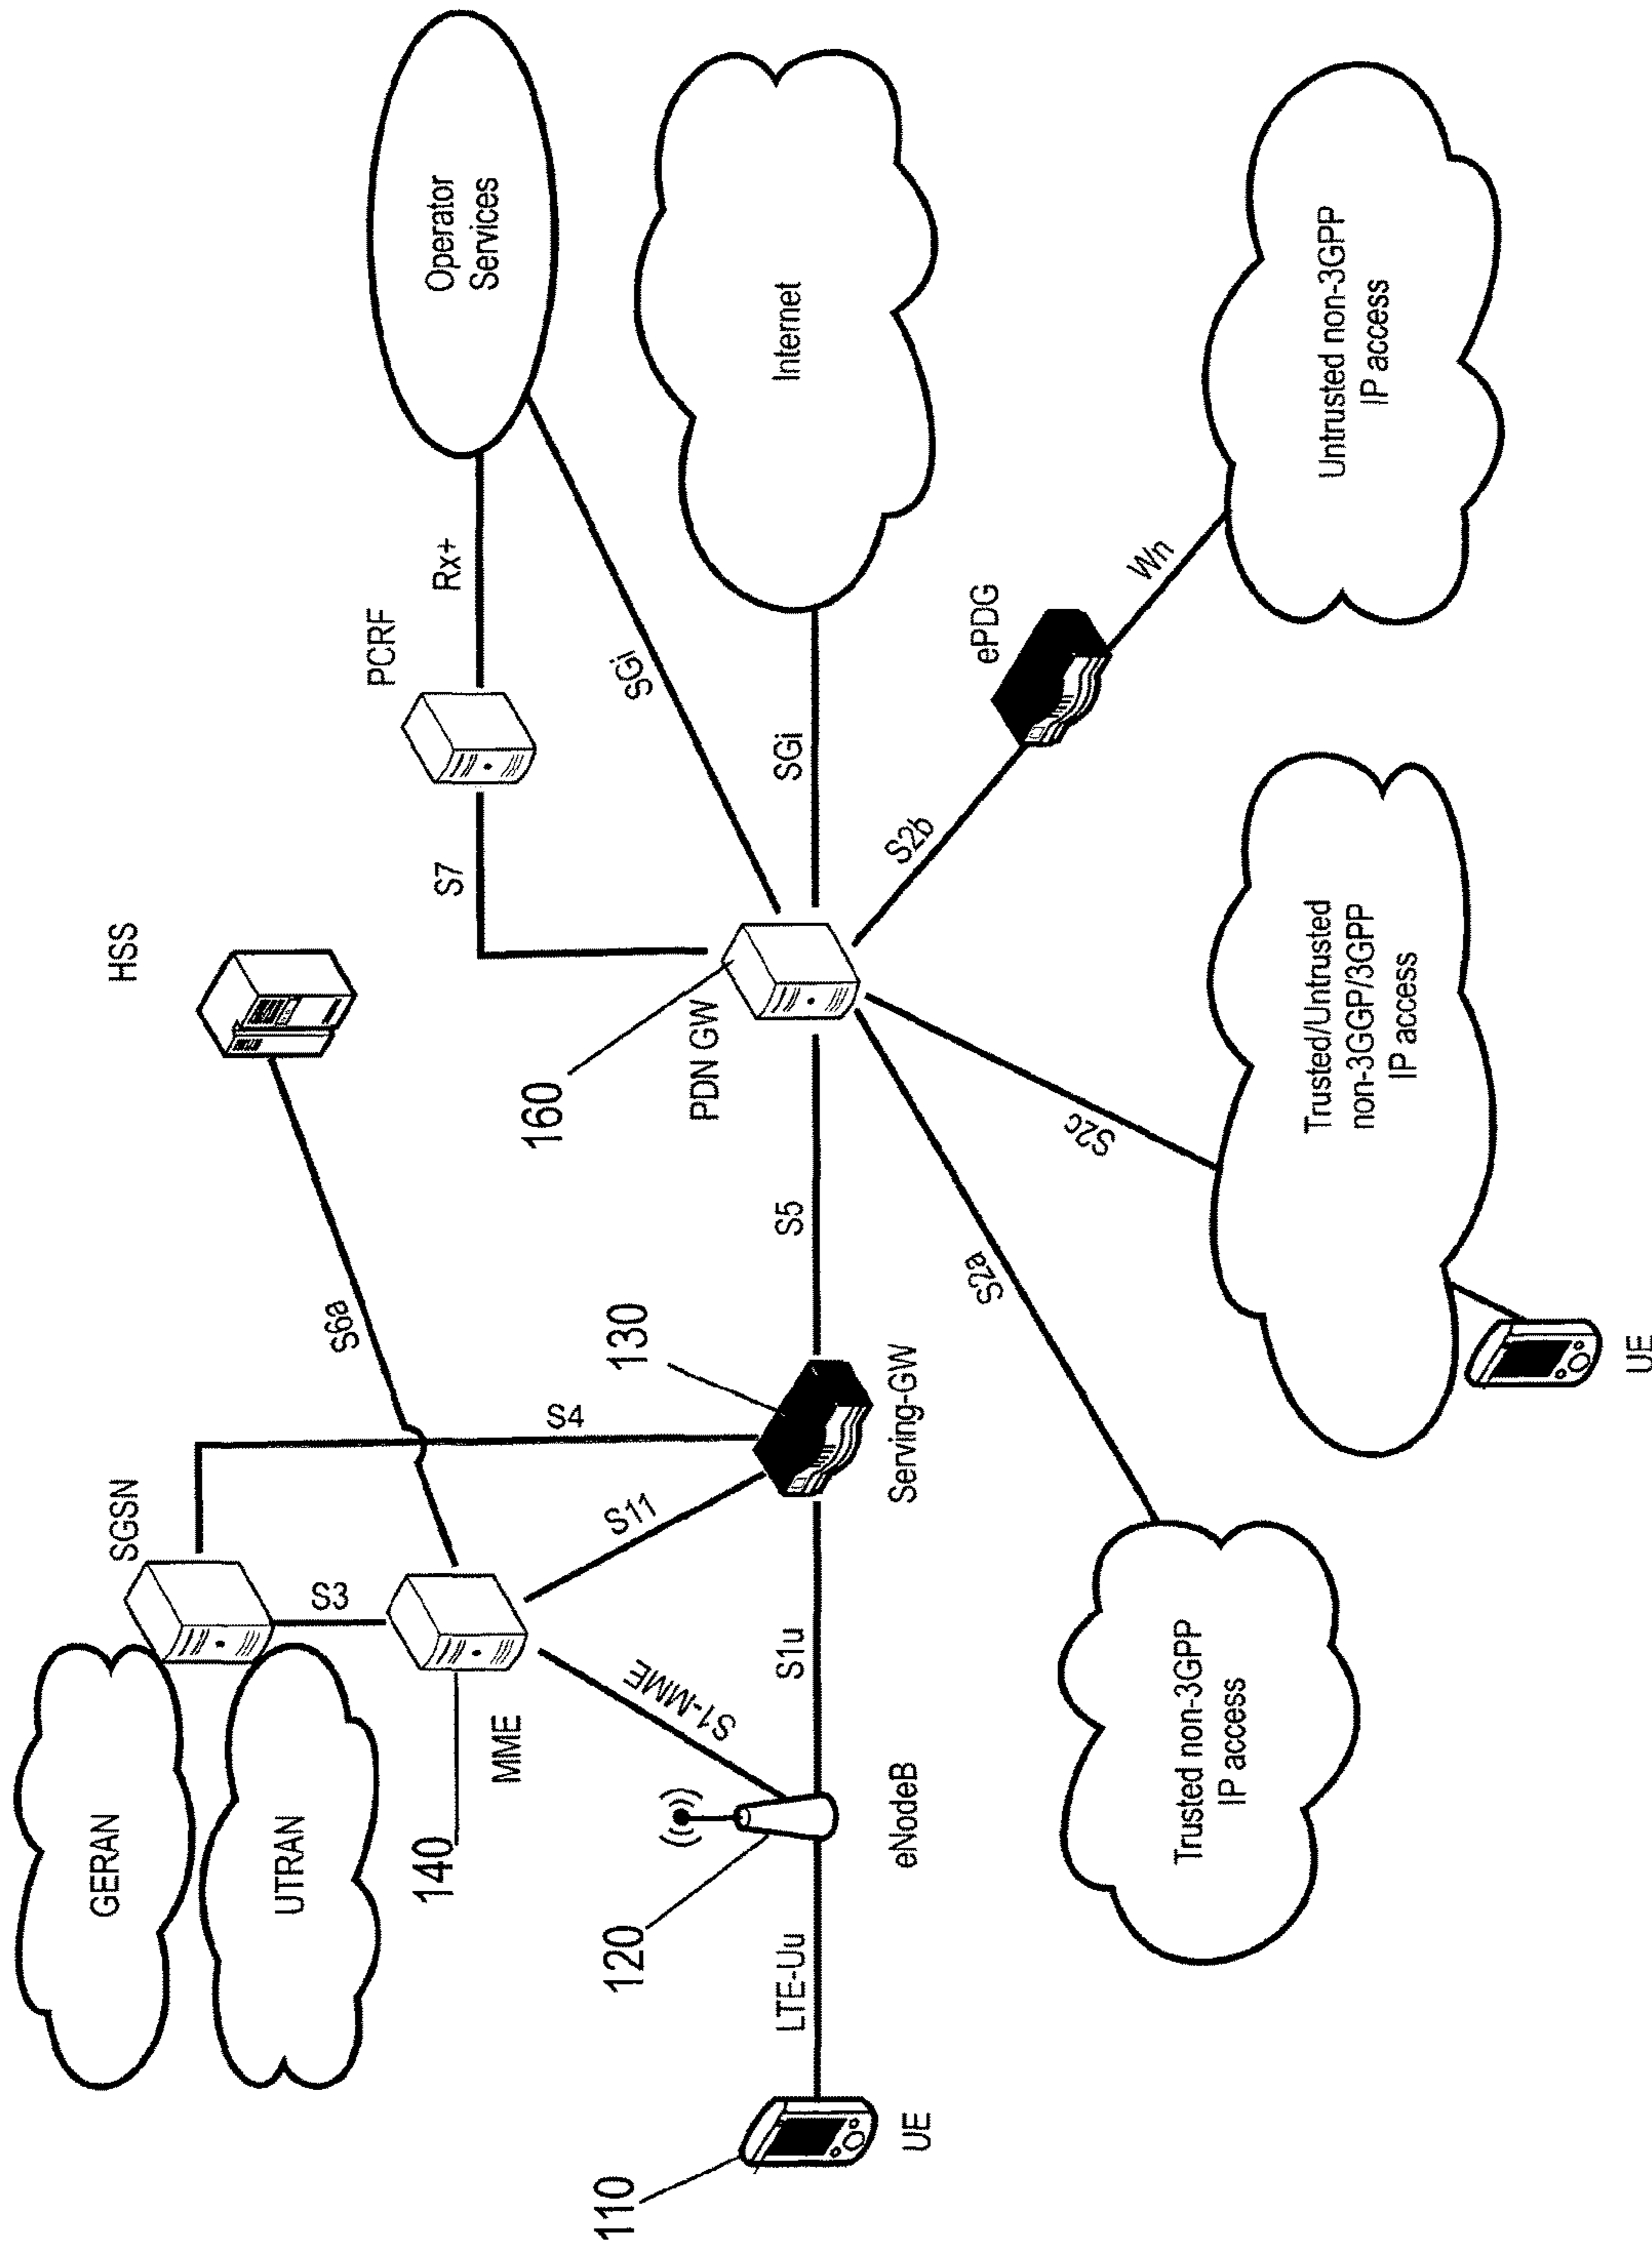 GERAN
UTRAN
SGSN
HSS
S3
S6a
S4
140
MME
S11
S1-MME
120
130
160
110
UE
LTE-Uu
eNodeB
S1u
Serving-GW
S5
PDN GW
S7
PCRF
Rx+
Operator
Services
SGi
SGi
Internet
S2b
ePDG
Wn
Untrusted non-3GPP
IP access
S2c
Trusted/Untrusted
non-3GGP/3GPP
IP access
UE
S2a
Trusted non-3GPP
IP access